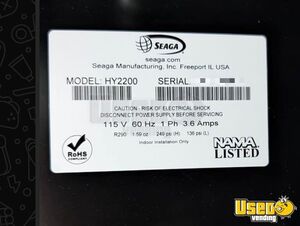 SEAGA
seaga.com
Seaga Manufacturing, Inc. Freeport IL USA
MODEL: HY2200 SERIAL
CAUTION - RISK OF ELECTRICAL SHOCK
DISCONNECT POWER SUPPLY BEFORE SERVICING
115 V 60 Hz 1 Ph 3.6 Amps
R290 1.59 oz 249 psi (H) 136 psi (L)
Indoor Installation Only
RoHS
COMPLIANT
NAMA
LISTED
Used
vending